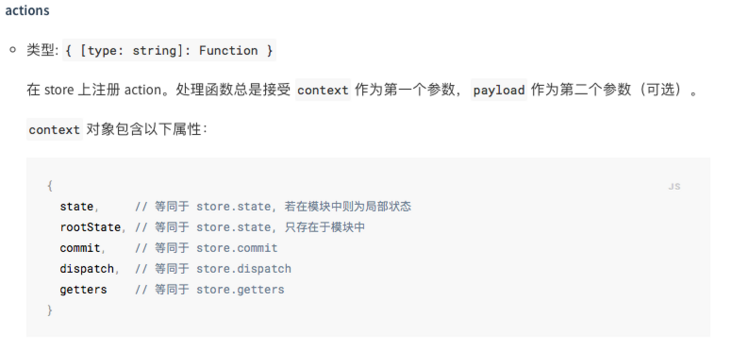 actions
类型: { [type: string]: Function }
在 store 上注册 action。处理函数总是接受 context 作为第一个参数，payload 作为第二个参数（可选）。
context 对象包含以下属性：
JS
{
  state,     // 等同于 store.state, 若在模块中则为局部状态
  rootState, // 等同于 store.state, 只存在于模块中
  commit,    // 等同于 store.commit
  dispatch,  // 等同于 store.dispatch
  getters    // 等同于 store.getters
}